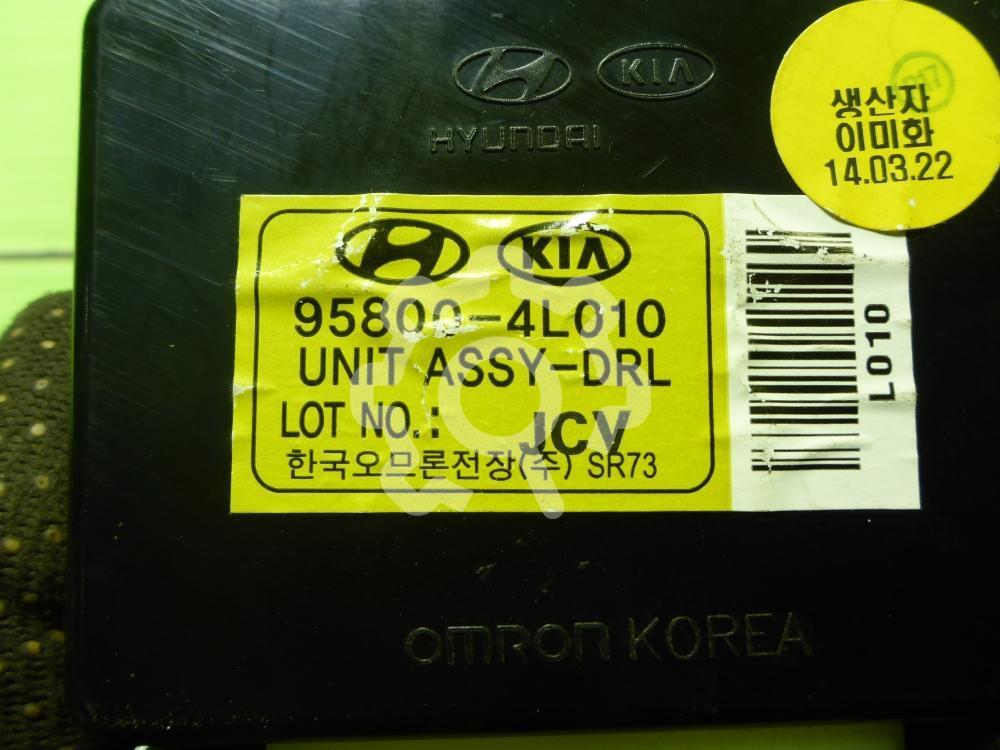 KIA
HYUNDAI
생산자
이미화
14.03.22
KIA
95800-4L010
UNIT ASSY-DRL
LOT NO.: JCV
한국오므론전장(주) SR73
L010
OMRON KOREA